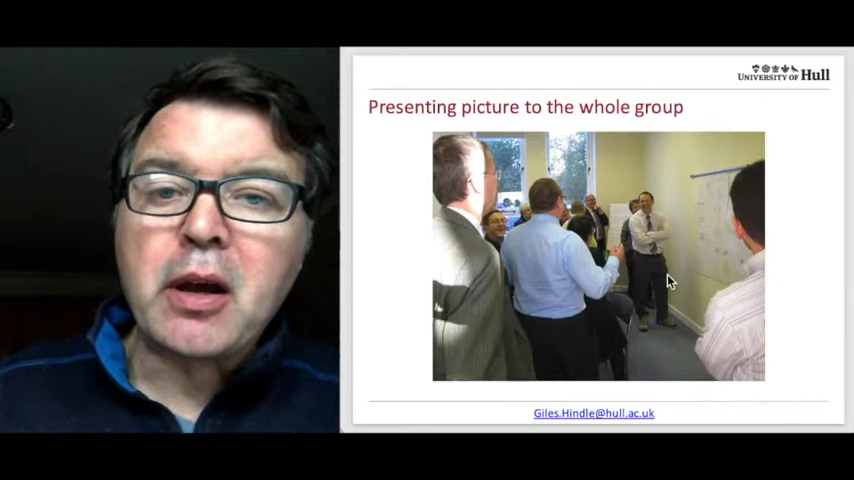 UNIVERSITY OF Hull
Presenting picture to the whole group
Giles.Hindle@hull.ac.uk